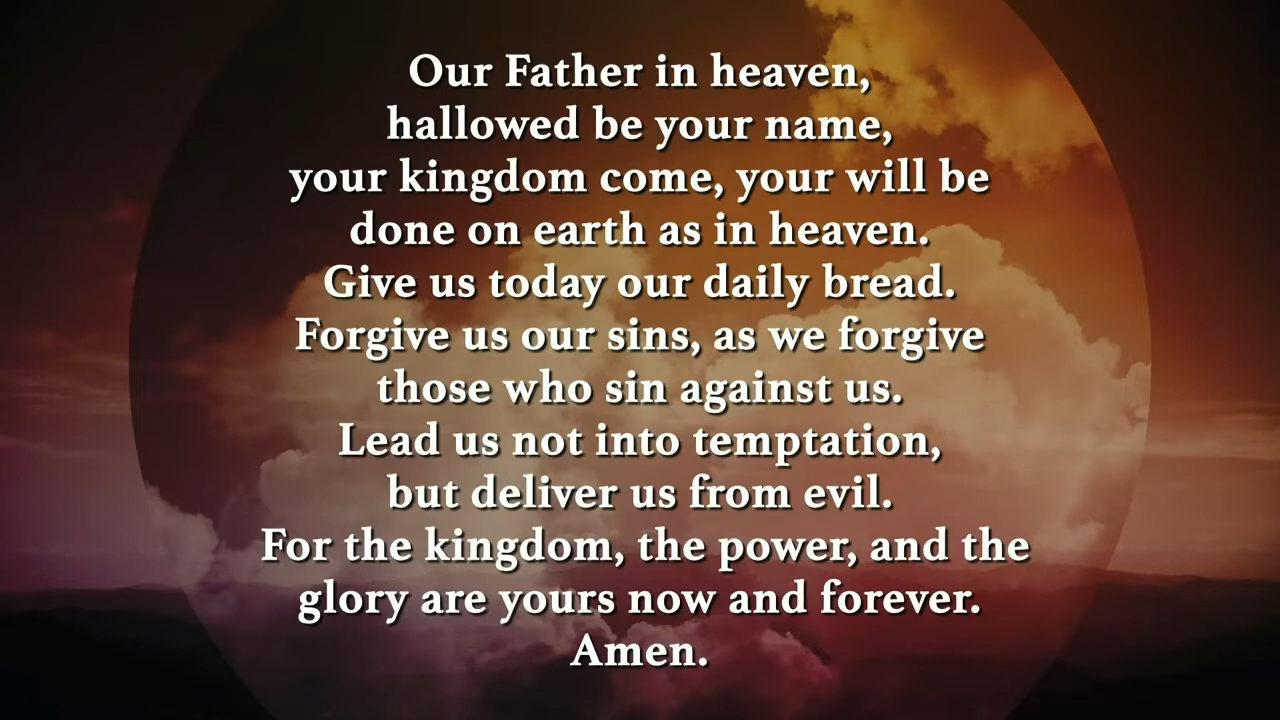 Our Father in heaven,
hallowed be your name,
your kingdom come, your will be
done on earth as in heaven.
Give us today our daily bread.
Forgive us our sins, as we forgive
those who sin against us.
Lead us not into temptation,
but deliver us from evil.
For the kingdom, the power, and the
glory are yours now and forever.
Amen.